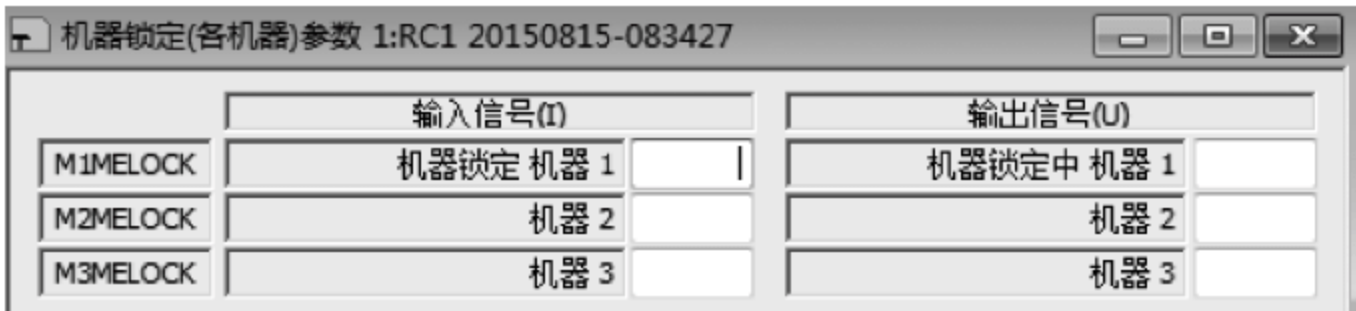 机器锁定(各机器)参数 1:RC1 20150815-083427
输入信号(I) 输出信号(U)
M1MELOCK 机器锁定 机器 1 机器锁定中 机器 1
M2MELOCK 机器 2 机器 2
M3MELOCK 机器 3 机器 3